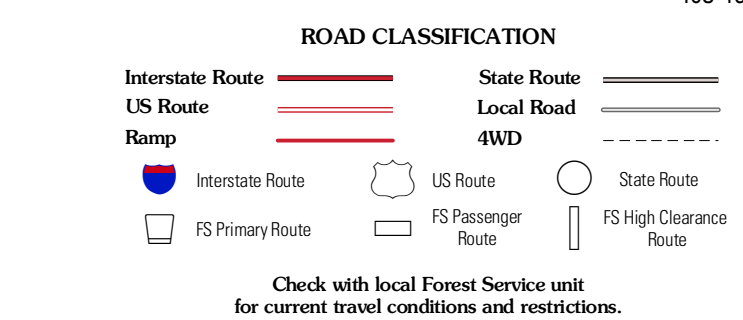 ROAD CLASSIFICATION
Interstate Route
State Route
US Route
Local Road
Ramp
4WD
Interstate Route
US Route
State Route
FS Primary Route
FS Passenger
Route
FS High Clearance
Route
Check with local Forest Service unit
for current travel conditions and restrictions.